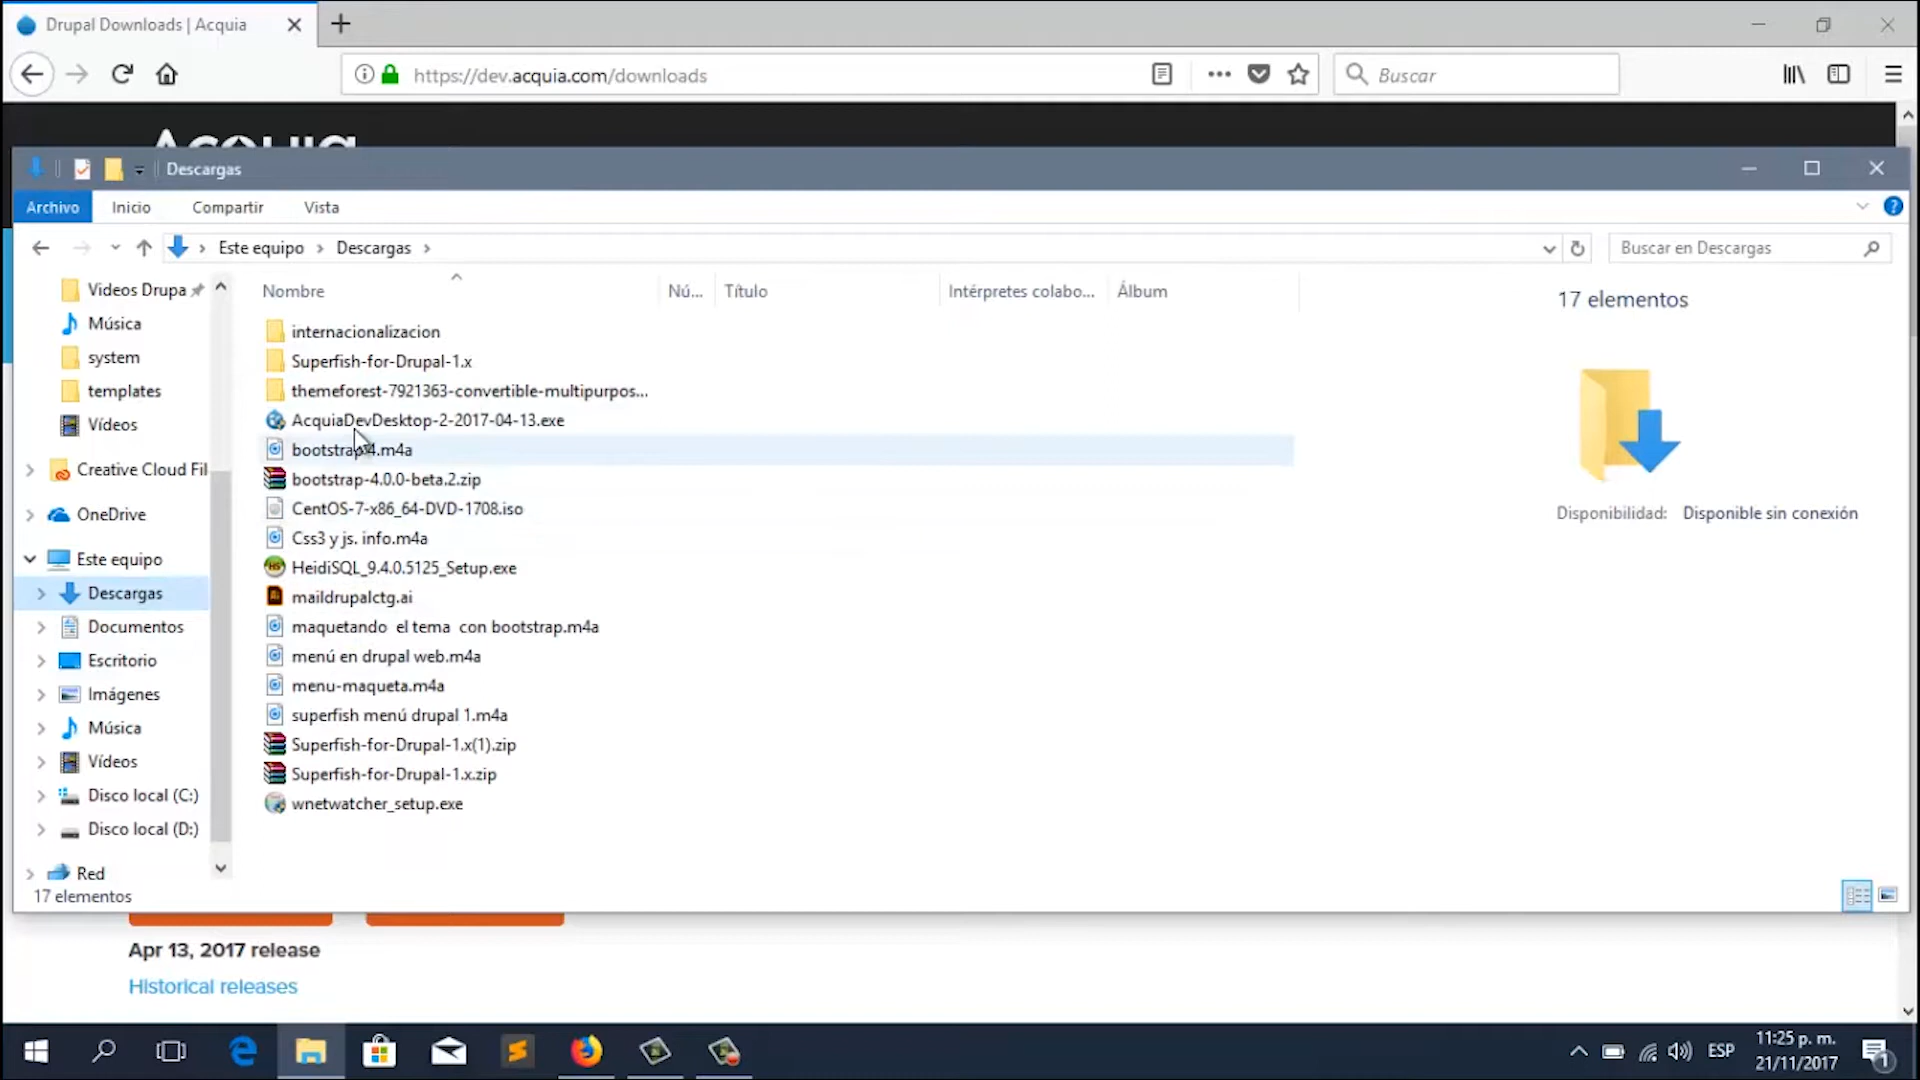 Drupal Downloads | Acquia
https://dev.acquia.com/downloads
Buscar
Acquia
Descargas
Archivo
Inicio
Compartir
Vista
Este equipo
Descargas
Buscar en Descargas
Videos Drupa
Música
system
templates
Vídeos
Creative Cloud Fil
OneDrive
Este equipo
Descargas
Documentos
Escritorio
Imágenes
Música
Vídeos
Disco local (C:)
Disco local (D:)
Red
17 elementos
Nombre
Nú...
Título
Intérpretes colabo...
Álbum
internacionalizacion
Superfish-for-Drupal-1.x
themeforest-7921363-convertible-multipurpos...
AcquiaDevDesktop-2-2017-04-13.exe
bootstrap 4.m4a
bootstrap-4.0.0-beta.2.zip
CentOS-7-x86_64-DVD-1708.iso
Css3 y js. info.m4a
HeidiSQL_9.4.0.5125_Setup.exe
maildrupalctg.ai
maquetando  el tema  con bootstrap.m4a
menú en drupal web.m4a
menu-maqueta.m4a
superfish menú drupal 1.m4a
Superfish-for-Drupal-1.x(1).zip
Superfish-for-Drupal-1.x.zip
wnetwatcher_setup.exe
17 elementos
Disponibilidad: Disponible sin conexión
Apr 13, 2017 release
Historical releases
ESP
11:25 p. m.
21/11/2017
1